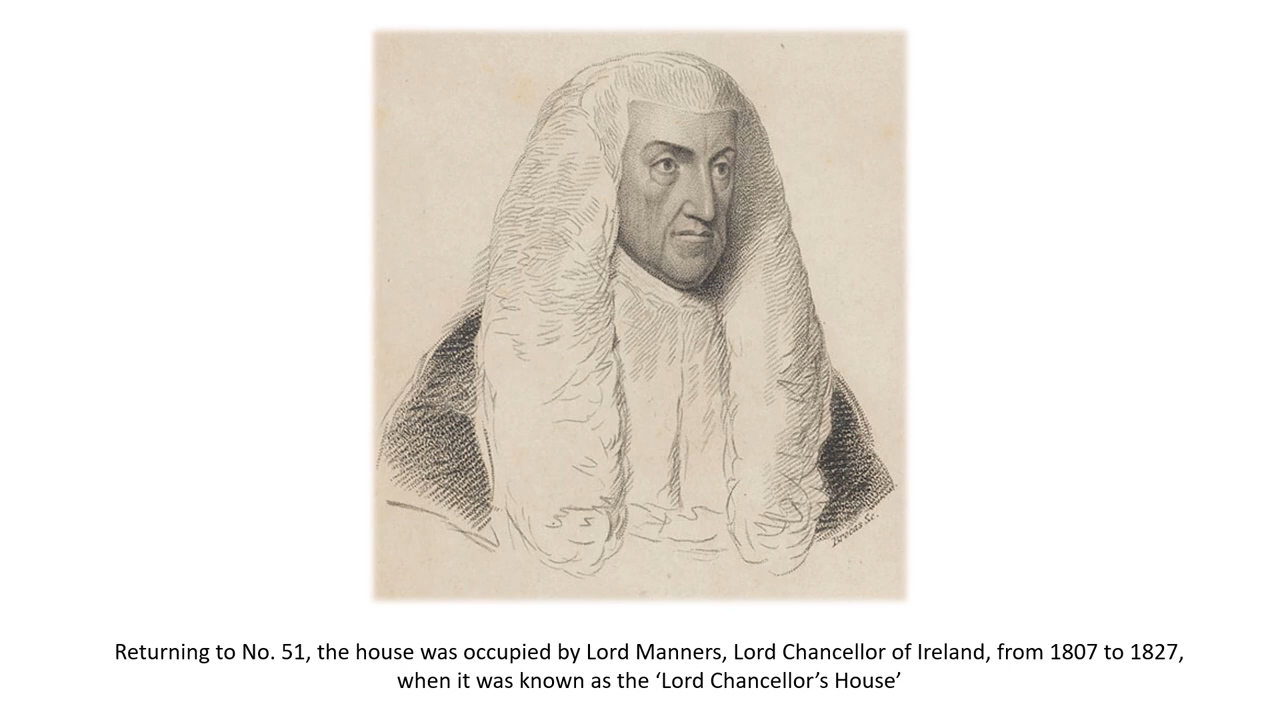 Returning to No. 51, the house was occupied by Lord Manners, Lord Chancellor of Ireland, from 1807 to 1827,
when it was known as the ‘Lord Chancellor’s House’